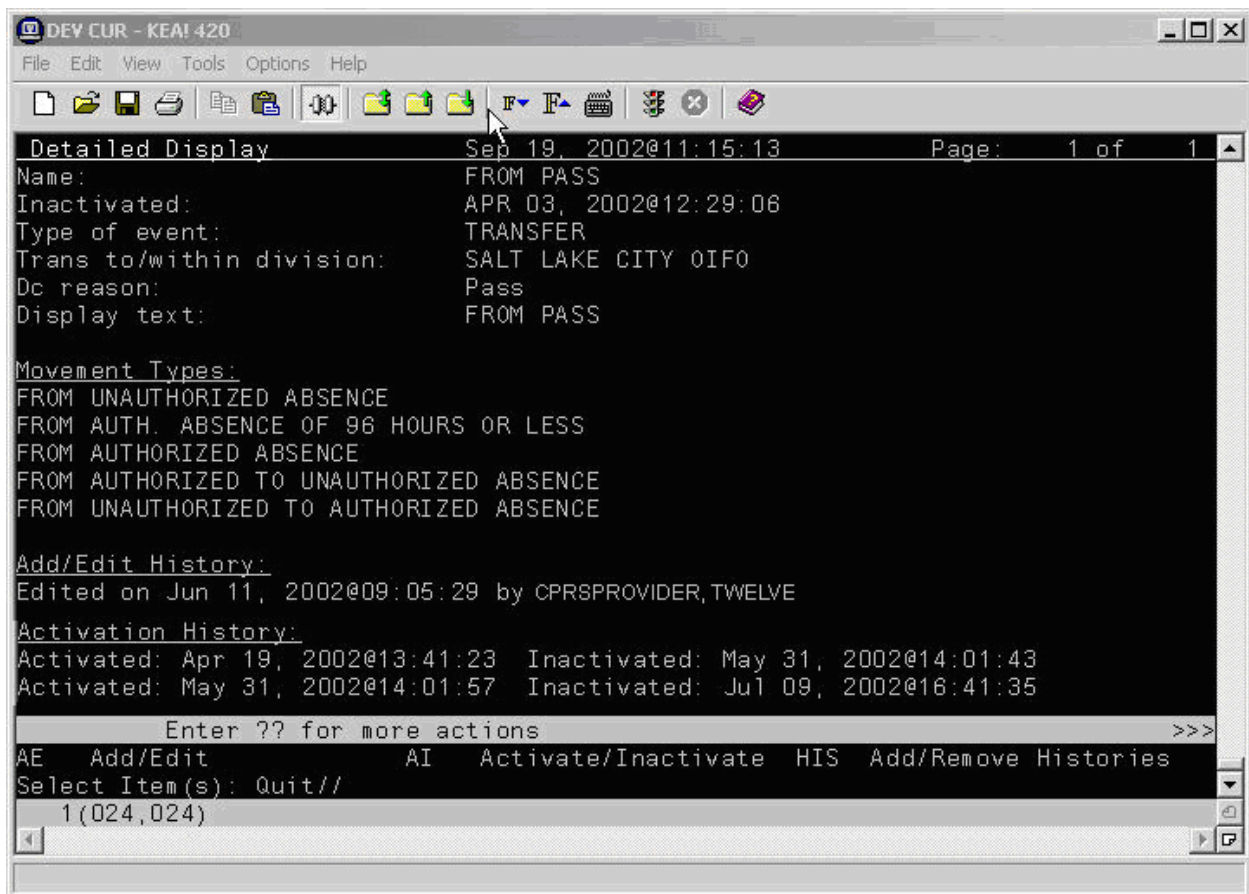 DEV CUR - KEA! 420
File Edit View Tools Options Help
Detailed Display Sep 19, 2002@11:15:13 Page: 1 of 1
Name: FROM PASS
Inactivated: APR 03, 2002@12:29:06
Type of event: TRANSFER
Trans to/within division: SALT LAKE CITY OIFO
Dc reason: Pass
Display text: FROM PASS
Movement Types:
FROM UNAUTHORIZED ABSENCE
FROM AUTH. ABSENCE OF 96 HOURS OR LESS
FROM AUTHORIZED ABSENCE
FROM AUTHORIZED TO UNAUTHORIZED ABSENCE
FROM UNAUTHORIZED TO AUTHORIZED ABSENCE
Add/Edit History:
Edited on Jun 11, 2002@09:05:29 by CPRSPROVIDER, TWELVE
Activation History:
Activated: Apr 19, 2002@13:41:23 Inactivated: May 31, 2002@14:01:43
Activated: May 31, 2002@14:01:57 Inactivated: Jul 09, 2002@16:41:35
Enter ?? for more actions >>>
AE Add/Edit AI Activate/Inactivate HIS Add/Remove Histories
Select Item(s): Quit//
1(024,024)